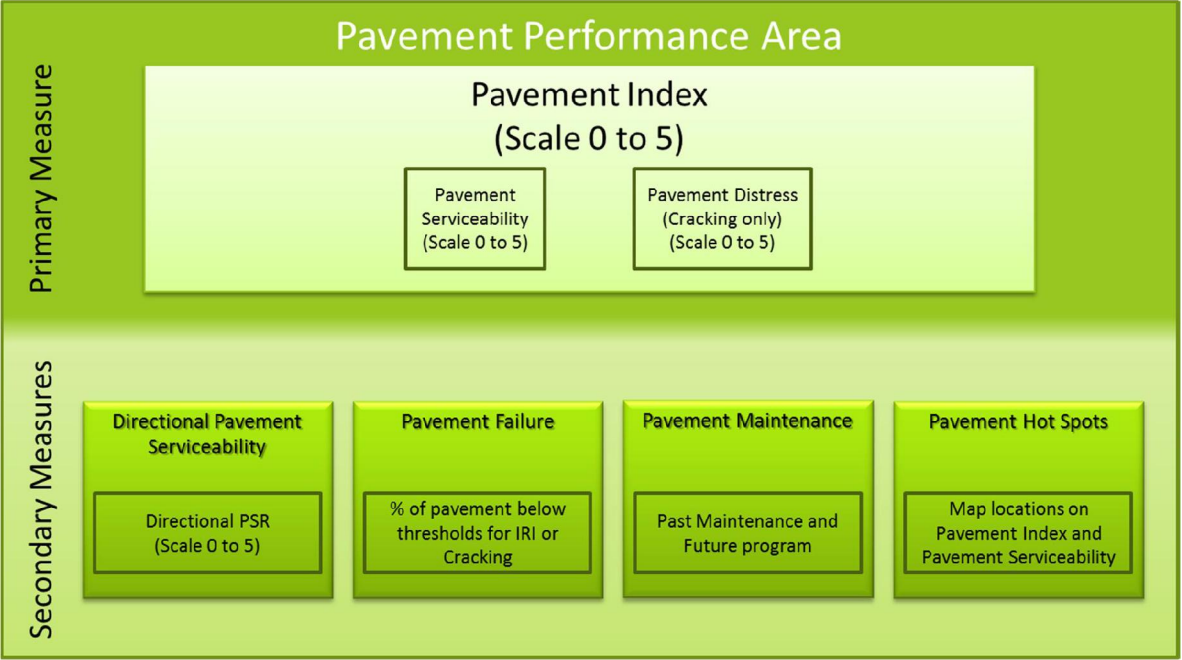 Pavement Performance Area
Primary Measure
Pavement Index
(Scale 0 to 5)
Pavement
Serviceability
(Scale 0 to 5)
Pavement Distress
(Cracking only)
(Scale 0 to 5)
Secondary Measures
Directional Pavement
Serviceability
Directional PSR
(Scale 0 to 5)
Pavement Failure
% of pavement below
thresholds for IRI or
Cracking
Pavement Maintenance
Past Maintenance and
Future program
Pavement Hot Spots
Map locations on
Pavement Index and
Pavement Serviceability